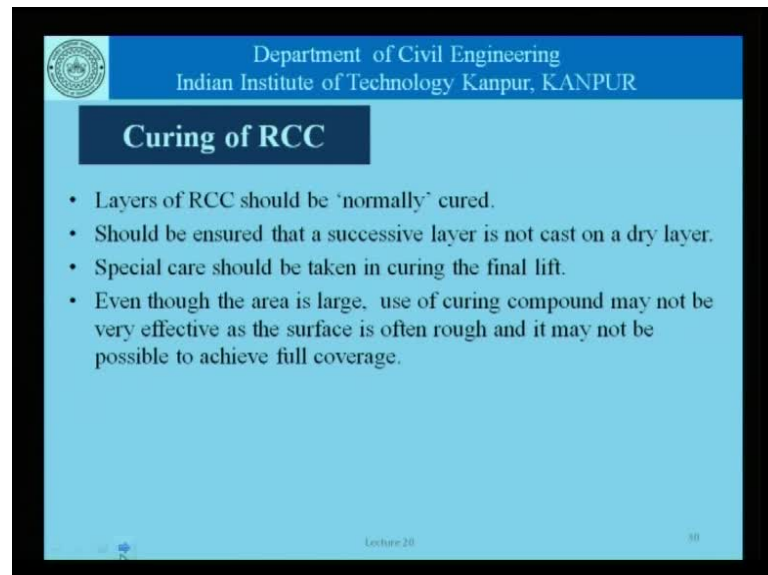 Department of Civil Engineering
Indian Institute of Technology Kanpur, KANPUR
Curing of RCC
• Layers of RCC should be ‘normally’ cured.
• Should be ensured that a successive layer is not cast on a dry layer.
• Special care should be taken in curing the final lift.
• Even though the area is large, use of curing compound may not be
very effective as the surface is often rough and it may not be
possible to achieve full coverage.
Lecture 20